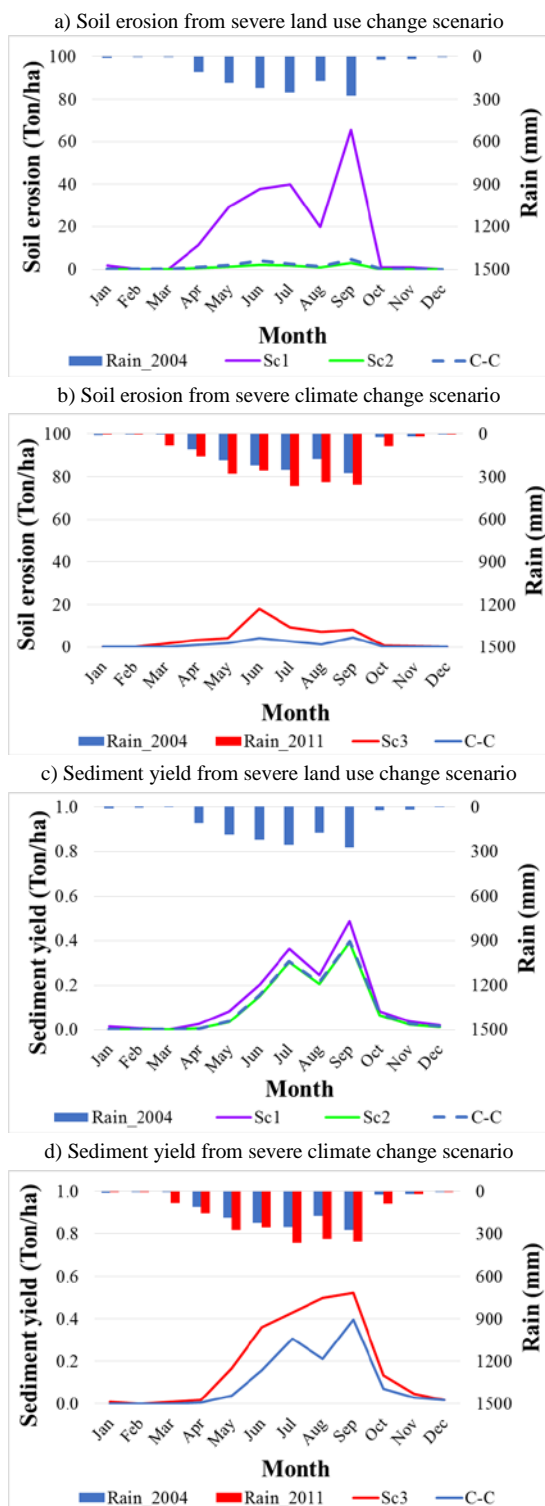 a) Soil erosion from severe land use change scenario
100
80
60
40
20
0
Soil erosion (Ton/ha)
0
300
600
900
1200
1500
Rain (mm)
Jan Feb Mar Apr May Jun Jul Aug Sep Oct Nov Dec
Month
Rain_2004 Sc1 Sc2 C-C
b) Soil erosion from severe climate change scenario
100
80
60
40
20
0
Soil erosion (Ton/ha)
0
300
600
900
1200
1500
Rain (mm)
Jan Feb Mar Apr May Jun Jul Aug Sep Oct Nov Dec
Month
Rain_2004 Rain_2011 Sc3 C-C
c) Sediment yield from severe land use change scenario
1.0
0.8
0.6
0.4
0.2
0.0
Sediment yield (Ton/ha)
0
300
600
900
1200
1500
Rain (mm)
Jan Feb Mar Apr May Jun Jul Aug Sep Oct Nov Dec
Month
Rain_2004 Sc1 Sc2 C-C
d) Sediment yield from severe climate change scenario
1.0
0.8
0.6
0.4
0.2
0.0
Sediment yield (Ton/ha)
0
300
600
900
1200
1500
Rain (mm)
Jan Feb Mar Apr May Jun Jul Aug Sep Oct Nov Dec
Month
Rain_2004 Rain_2011 Sc3 C-C